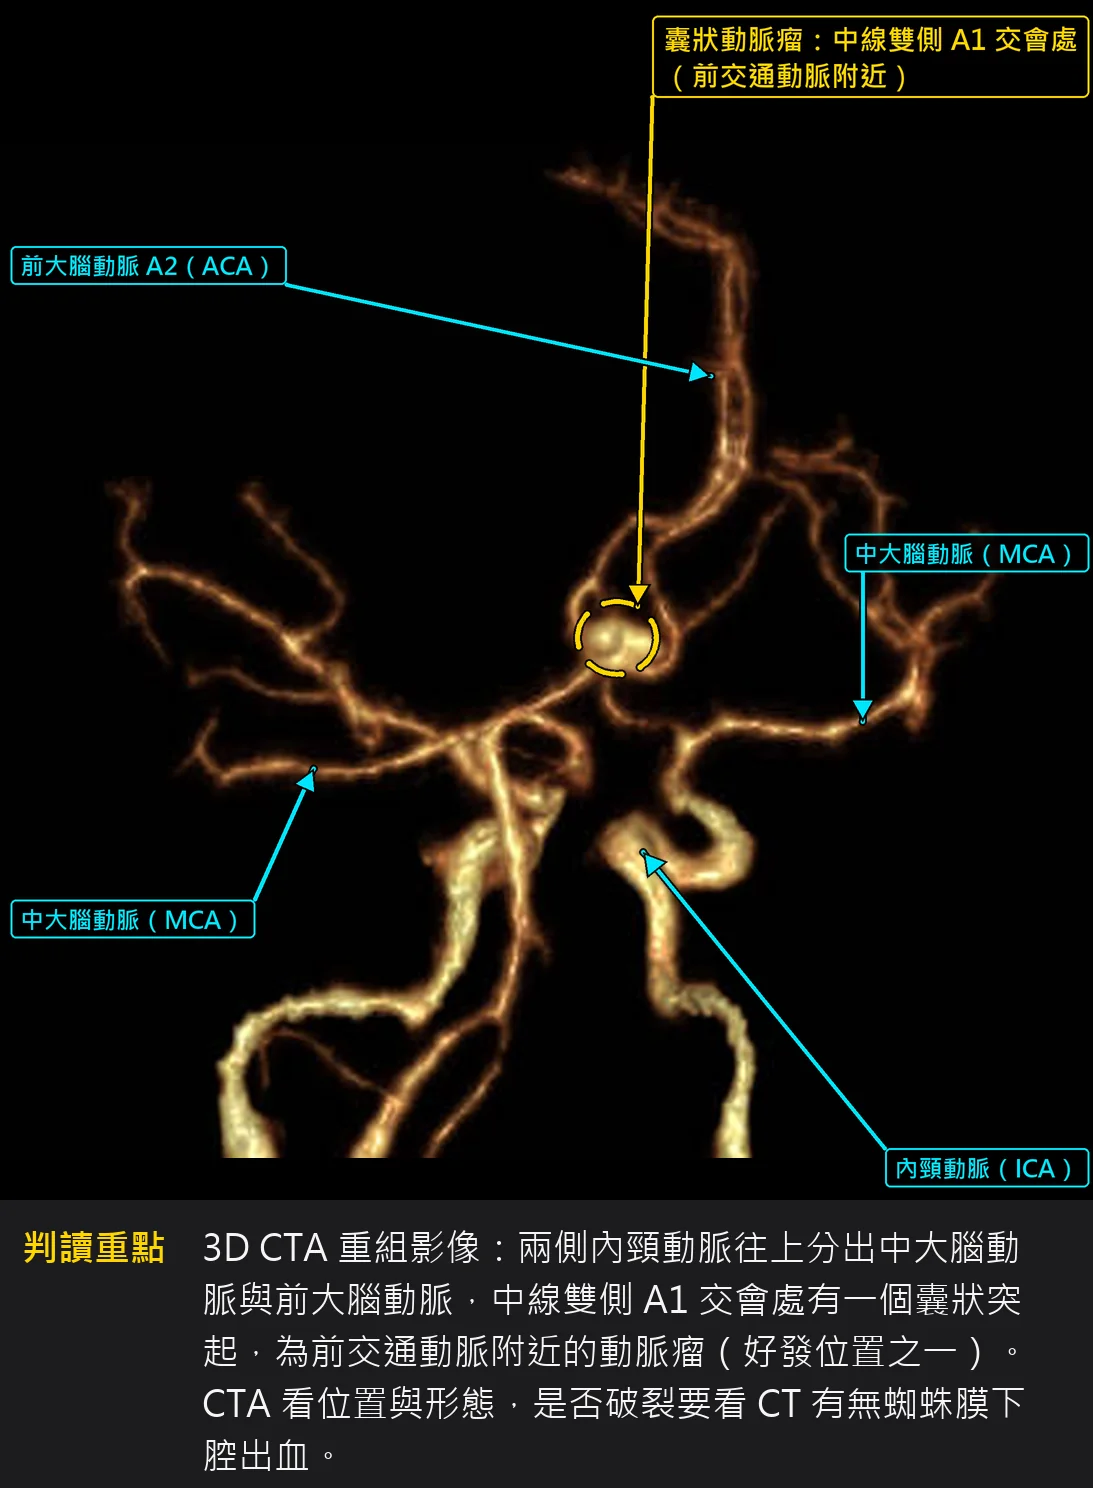 囊狀動脈瘤：中線雙側 A1 交會處
（前交通動脈附近）
前大腦動脈 A2（ACA）
中大腦動脈（MCA）
中大腦動脈（MCA）
內頸動脈（ICA）
判讀重點
3D CTA 重組影像：兩側內頸動脈往上分出中大腦動
脈與前大腦動脈，中線雙側 A1 交會處有一個囊狀突
起，為前交通動脈附近的動脈瘤（好發位置之一）。
CTA 看位置與形態，是否破裂要看 CT 有無蜘蛛膜下
腔出血。